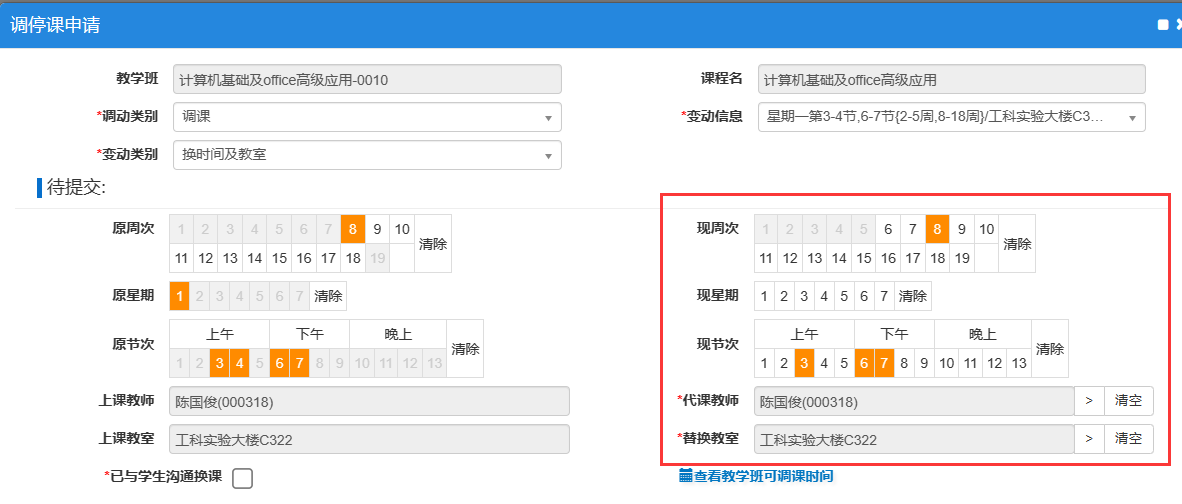 调停课申请
教学班 计算机基础及office高级应用-0010 课程名 计算机基础及office高级应用
*调动类别 调课 *变动信息 星期一第3-4节,6-7节{2-5周,8-18周}/工科实验大楼C3...
*变动类别 换时间及教室
待提交:
原周次 1 2 3 4 5 6 7 8 9 10 清除 现周次 1 2 3 4 5 6 7 8 9 10 清除
11 12 13 14 15 16 17 18 19 11 12 13 14 15 16 17 18 19
原星期 1 2 3 4 5 6 7 清除 现星期 1 2 3 4 5 6 7 清除
上午 下午 晚上 上午 下午 晚上
原节次 清除 现节次 清除
1 2 3 4 5 6 7 8 9 10 11 12 13 1 2 3 4 5 6 7 8 9 10 11 12 13
上课教师 陈国俊(000318) *代课教师 陈国俊(000318) > 清空
上课教室 工科实验大楼C322 *替换教室 工科实验大楼C322 > 清空
*已与学生沟通换课 查看教学班可调课时间